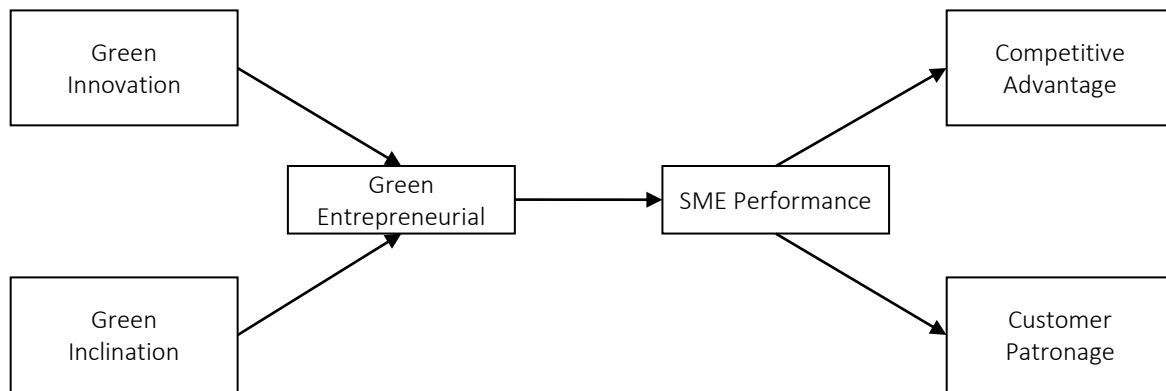 Green
Innovation
Competitive
Advantage
Green
Entrepreneurial
SME Performance
Green
Inclination
Customer
Patronage